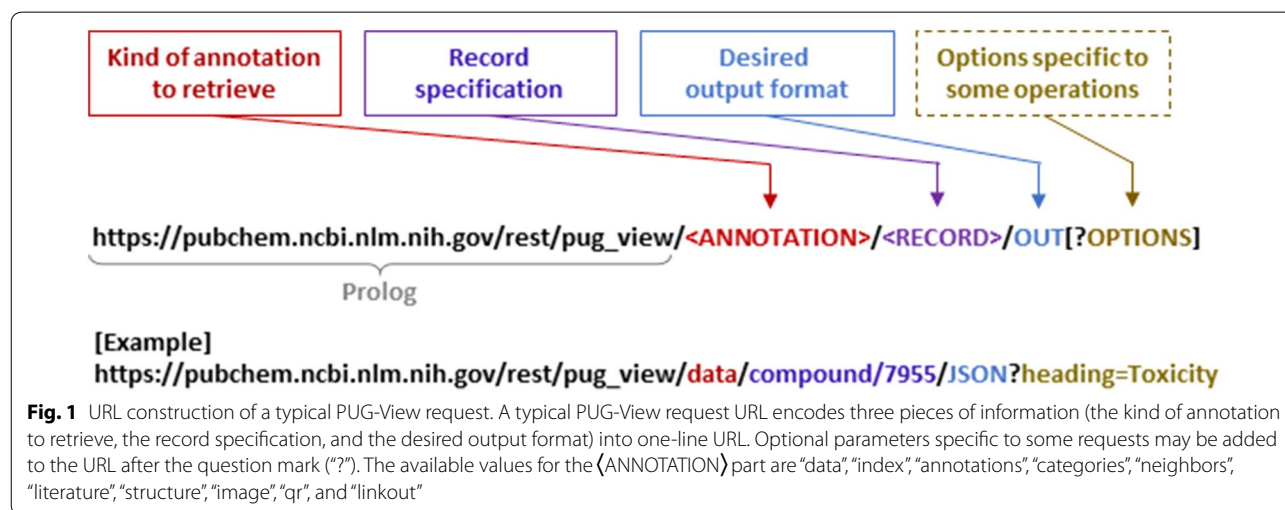 Kind of annotation to retrieve
Record specification
Desired output format
Options specific to some operations
https://pubchem.ncbi.nlm.nih.gov/rest/pug_view/<ANNOTATION>/<RECORD>/OUT[?OPTIONS]
Prolog
[Example]
https://pubchem.ncbi.nlm.nih.gov/rest/pug_view/data/compound/7955/JSON?heading=Toxicity
Fig. 1 URL construction of a typical PUG-View request. A typical PUG-View request URL encodes three pieces of information (the kind of annotation
to retrieve, the record specification, and the desired output format) into one-line URL. Optional parameters specific to some requests may be added
to the URL after the question mark (“?”). The available values for the ⟨ANNOTATION⟩ part are “data”, “index”, “annotations”, “categories”, “neighbors”,
“literature”, “structure”, “image”, “qr”, and “linkout”